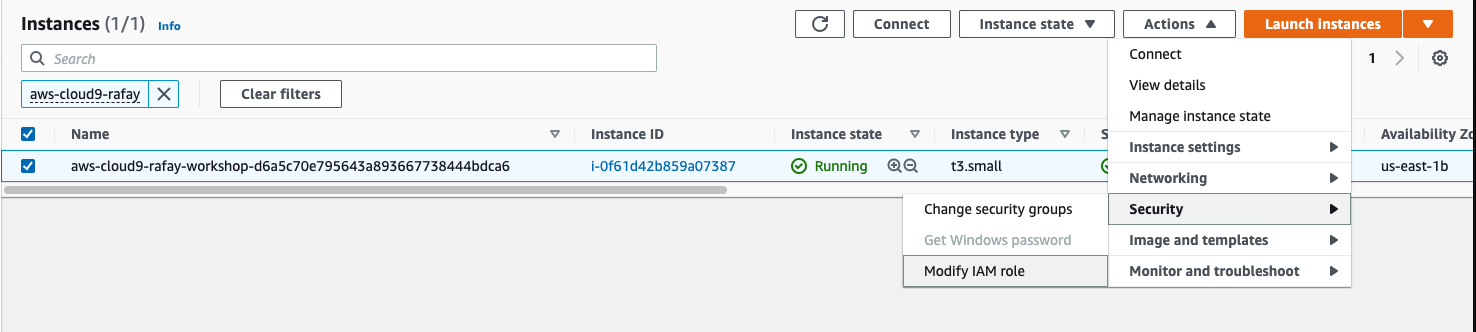 Instances (1/1) Info
Connect Instance state Actions Launch instances
Search
1
aws-cloud9-rafay Clear filters
Name Instance ID Instance state Instance type S Availability Zo
aws-cloud9-rafay-workshop-d6a5c70e795643a893667738444bdca6 i-0f61d42b859a07387 Running t3.small us-east-1b
Connect
View details
Manage instance state
Instance settings
Networking
Security
Image and templates
Monitor and troubleshoot
Change security groups
Get Windows password
Modify IAM role